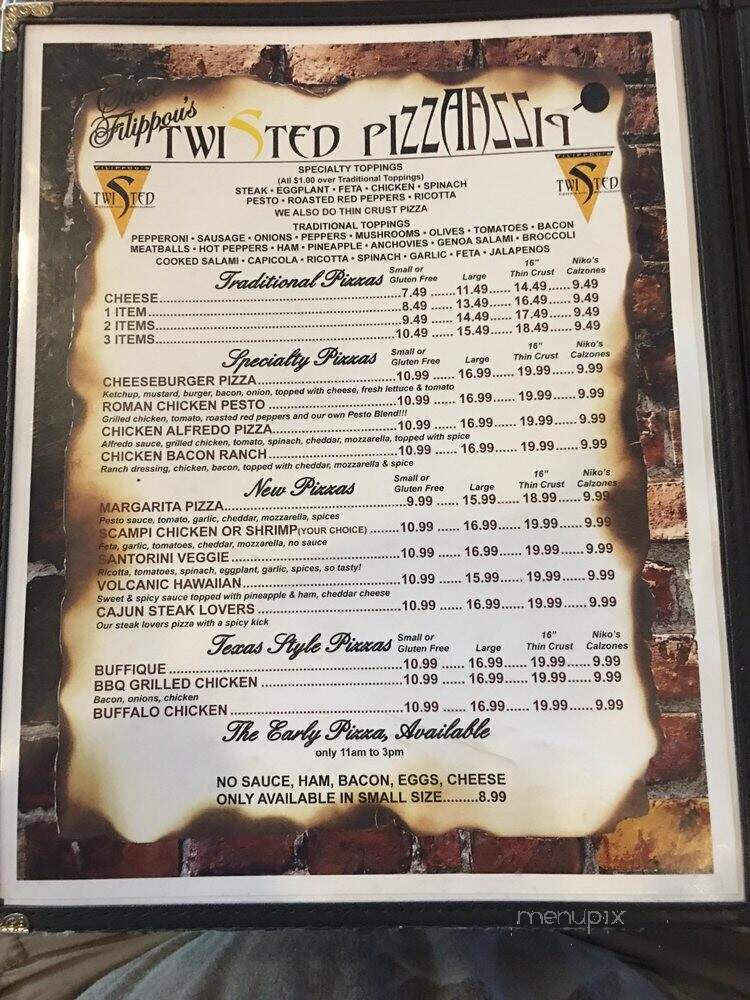 Filippou's
TWISTED PIZZAAZZIP
FILIPPOU'S
TWISTED
FILIPPOU'S
TWISTED
SPECIALTY TOPPINGS
(All $1.00 over Traditional Toppings)
STEAK • EGGPLANT • FETA • CHICKEN • SPINACH
PESTO • ROASTED RED PEPPERS • RICOTTA
WE ALSO DO THIN CRUST PIZZA
TRADITIONAL TOPPINGS
PEPPERONI • SAUSAGE • ONIONS • PEPPERS • MUSHROOMS • OLIVES • TOMATOES • BACON
MEATBALLS • HOT PEPPERS • HAM • PINEAPPLE • ANCHOVIES • GENOA SALAMI • BROCCOLI
COOKED SALAMI • CAPICOLA • RICOTTA • SPINACH • GARLIC • FETA • JALAPENOS
Traditional Pizzas Small or Gluten Free Large 16" Thin Crust Niko's Calzones
CHEESE 7.49 11.49 14.49 9.49
1 ITEM 8.49 13.49 16.49 9.49
2 ITEMS 9.49 14.49 17.49 9.49
3 ITEMS 10.49 15.49 18.49 9.49
Specialty Pizzas Small or Gluten Free Large 16" Thin Crust Niko's Calzones
CHEESEBURGER PIZZA 10.99 16.99 19.99 9.99
Ketchup, mustard, burger, bacon, onion, topped with cheese, fresh lettuce & tomato
ROMAN CHICKEN PESTO 10.99 16.99 19.99 9.99
Grilled chicken, tomato, roasted red peppers and our own Pesto Blend!!!
CHICKEN ALFREDO PIZZA 10.99 16.99 19.99 9.99
Alfredo sauce, grilled chicken, tomato, spinach, cheddar, mozzarella, topped with spice
CHICKEN BACON RANCH 10.99 16.99 19.99 9.99
Ranch dressing, chicken, bacon, topped with cheddar, mozzarella & spice
New Pizzas Small or Gluten Free Large 16" Thin Crust Niko's Calzones
MARGARITA PIZZA 9.99 15.99 18.99 9.99
Pesto sauce, tomato, garlic, cheddar, mozzarella, spices
SCAMPI CHICKEN OR SHRIMP (YOUR CHOICE) 10.99 16.99 19.99 9.99
Feta, garlic, tomatoes, cheddar, mozzarella, no sauce
SANTORINI VEGGIE 10.99 16.99 19.99 9.99
Ricotta, tomatoes, spinach, eggplant, garlic, spices, so tasty!
VOLCANIC HAWAIIAN 10.99 15.99 19.99 9.99
Sweet & spicy sauce topped with pineapple & ham, cheddar cheese
CAJUN STEAK LOVERS 10.99 16.99 19.99 9.99
Our steak lovers pizza with a spicy kick
Texas Style Pizzas Small or Gluten Free Large 16" Thin Crust Niko's Calzones
BUFFIQUE 10.99 16.99 19.99 9.99
BBQ GRILLED CHICKEN 10.99 16.99 19.99 9.99
Bacon, onions, chicken
BUFFALO CHICKEN 10.99 16.99 19.99 9.99
The Early Pizza, Available
only 11am to 3pm
NO SAUCE, HAM, BACON, EGGS, CHEESE
ONLY AVAILABLE IN SMALL SIZE.........8.99
menupix